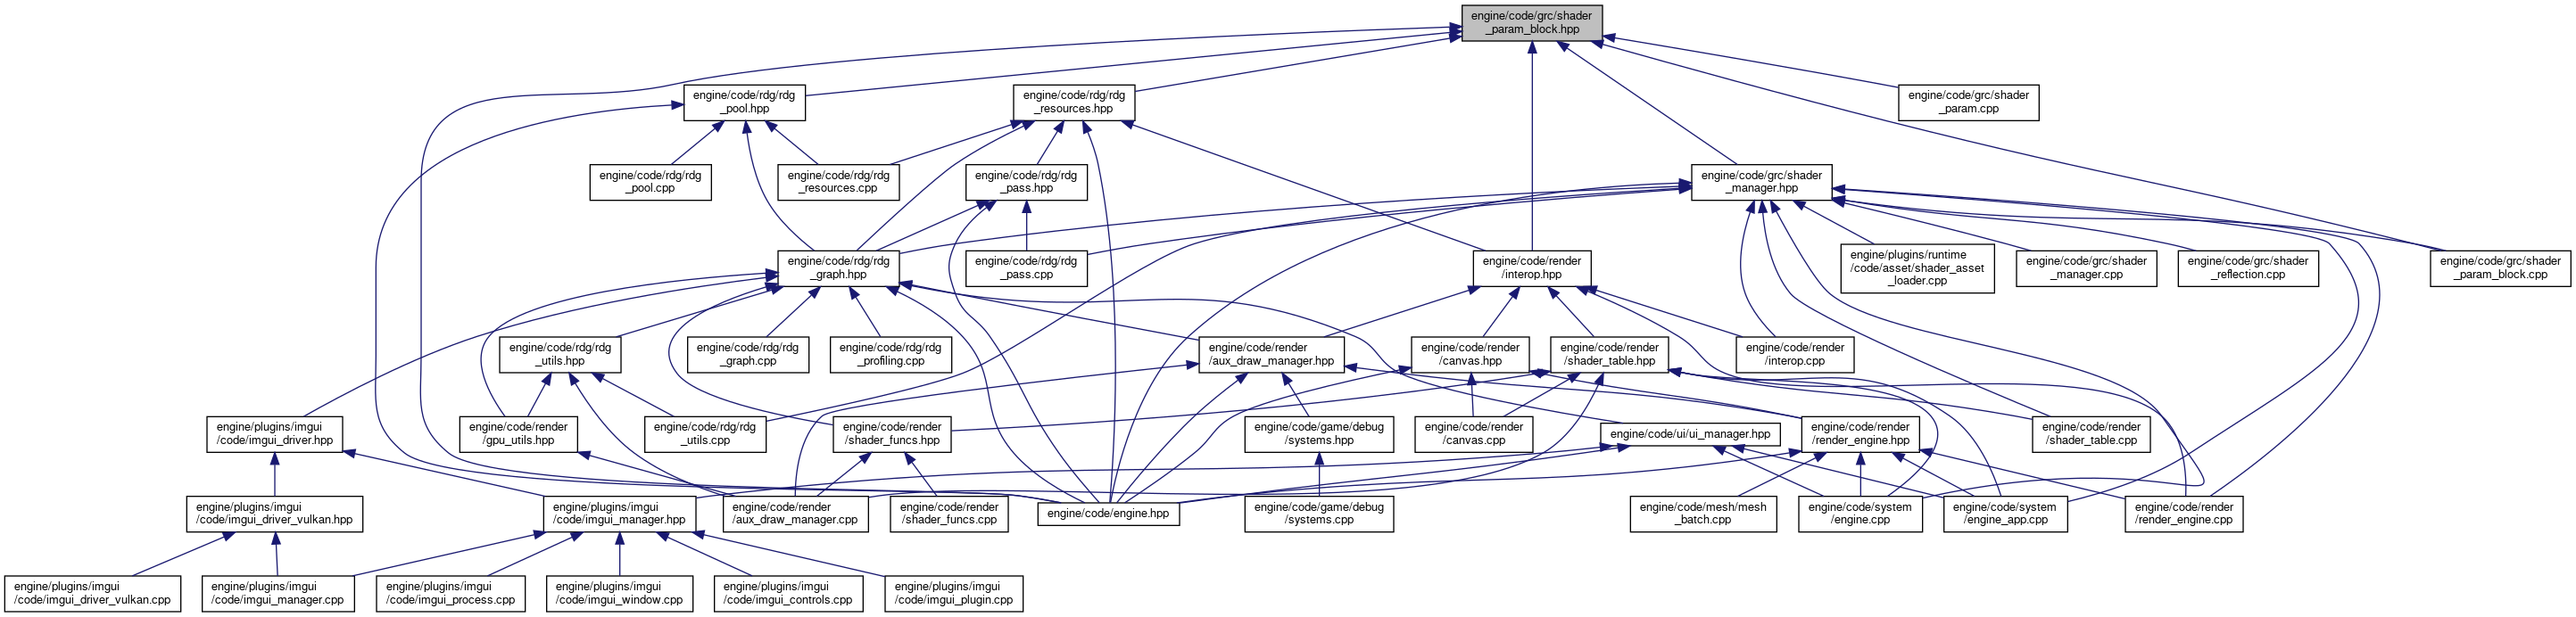 engine/code/grc/shader
_param_block.hpp
engine/code/rdg/rdg
_pool.hpp
engine/code/rdg/rdg
_resources.hpp
engine/code/grc/shader
_param.cpp
engine/code/rdg/rdg
_pool.cpp
engine/code/rdg/rdg
_resources.cpp
engine/code/rdg/rdg
_pass.hpp
engine/code/grc/shader
_manager.hpp
engine/code/rdg/rdg
_graph.hpp
engine/code/rdg/rdg
_pass.cpp
engine/code/render
/interop.hpp
engine/plugins/runtime
/code/asset/shader_asset
_loader.cpp
engine/code/grc/shader
_manager.cpp
engine/code/grc/shader
_reflection.cpp
engine/code/grc/shader
_param_block.cpp
engine/code/rdg/rdg
_utils.hpp
engine/code/rdg/rdg
_graph.cpp
engine/code/rdg/rdg
_profiling.cpp
engine/code/render
/aux_draw_manager.hpp
engine/code/render
/canvas.hpp
engine/code/render
/shader_table.hpp
engine/code/render
/interop.cpp
engine/plugins/imgui
/code/imgui_driver.hpp
engine/code/render
/gpu_utils.hpp
engine/code/rdg/rdg
_utils.cpp
engine/code/render
/shader_funcs.hpp
engine/code/game/debug
/systems.hpp
engine/code/render
/canvas.cpp
engine/code/ui/ui_manager.hpp
engine/code/render
/render_engine.hpp
engine/code/render
/shader_table.cpp
engine/plugins/imgui
/code/imgui_driver_vulkan.hpp
engine/plugins/imgui
/code/imgui_manager.hpp
engine/code/render
/aux_draw_manager.cpp
engine/code/render
/shader_funcs.cpp
engine/code/engine.hpp
engine/code/game/debug
/systems.cpp
engine/code/mesh/mesh
_batch.cpp
engine/code/system
/engine.cpp
engine/code/system
/engine_app.cpp
engine/code/render
/render_engine.cpp
engine/plugins/imgui
/code/imgui_driver_vulkan.cpp
engine/plugins/imgui
/code/imgui_manager.cpp
engine/plugins/imgui
/code/imgui_process.cpp
engine/plugins/imgui
/code/imgui_window.cpp
engine/plugins/imgui
/code/imgui_controls.cpp
engine/plugins/imgui
/code/imgui_plugin.cpp